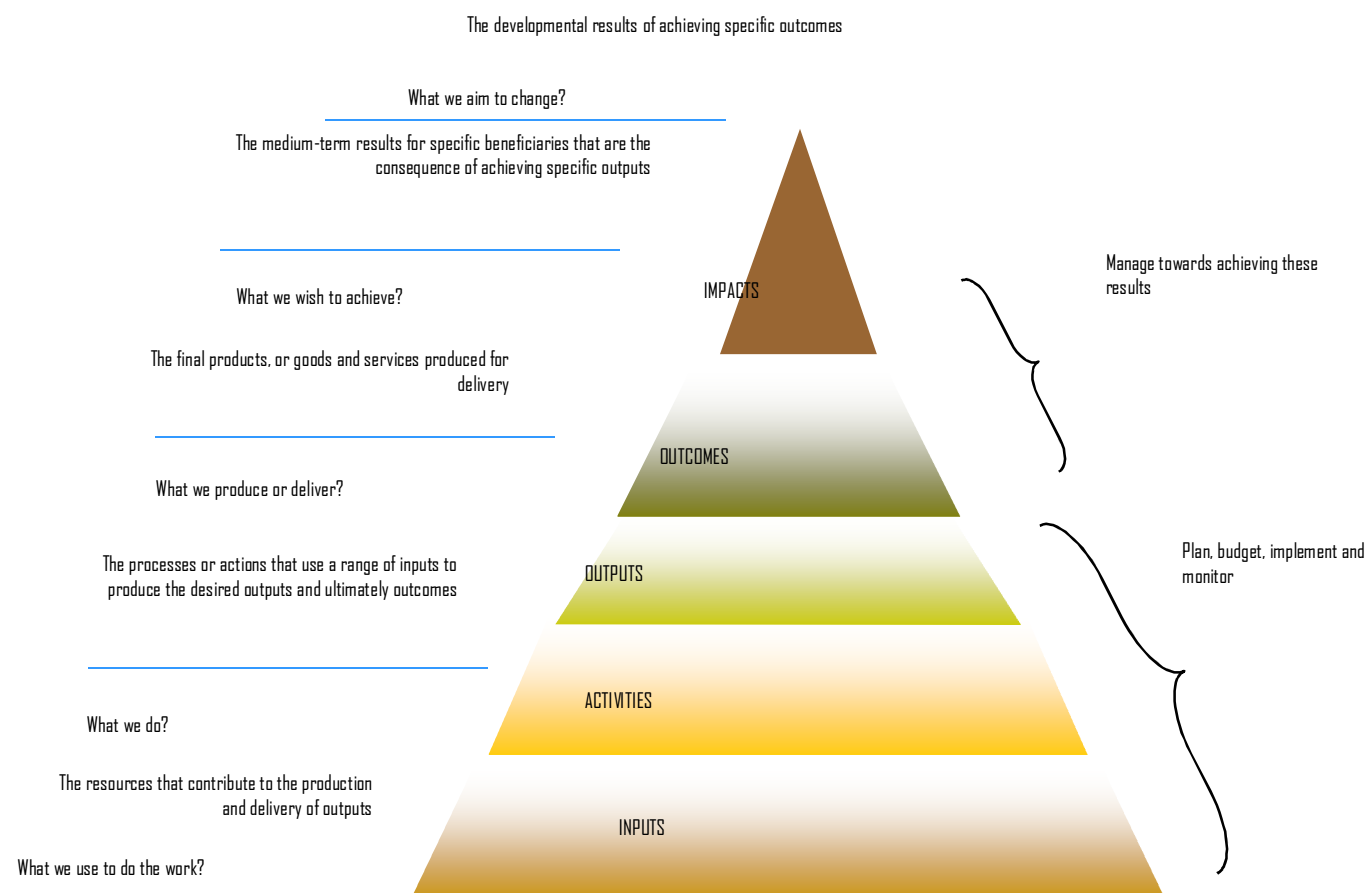 The developmental results of achieving specific outcomes
What we aim to change?
The medium-term results for specific beneficiaries that are the
consequence of achieving specific outputs
Manage towards achieving these
results
IMPACTS
What we wish to achieve?
The final products, or goods and services produced for
delivery
OUTCOMES
What we produce or deliver?
Plan, budget, implement and
monitor
The processes or actions that use a range of inputs to
produce the desired outputs and ultimately outcomes
OUTPUTS
ACTIVITIES
What we do?
The resources that contribute to the production
and delivery of outputs
INPUTS
What we use to do the work?